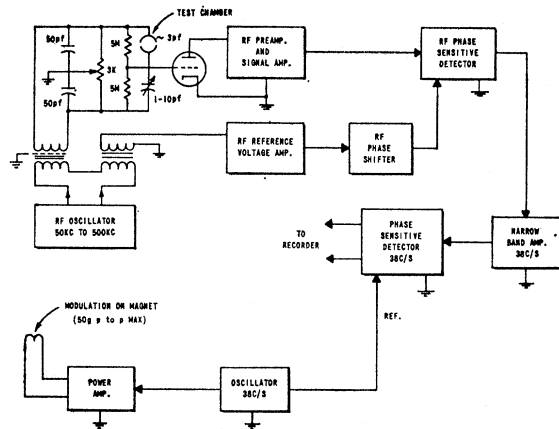 TEST CHAMBER
50pf
5M
~ 3pf
3K
50pf
5M
1-10pf
RF PREAMP.
AND
SIGNAL AMP.
RF PHASE
SENSITIVE
DETECTOR
RF REFERENCE
VOLTAGE AMP.
RF
PHASE
SHIFTER
RF OSCILLATOR
50KC TO 500KC
TO
RECORDER
PHASE
SENSITIVE
DETECTOR
38C/S
NARROW
BAND AMP.
38C/S
REF.
MODULATION ON MAGNET
(50g p to p MAX)
POWER
AMP.
OSCILLATOR
38C/S